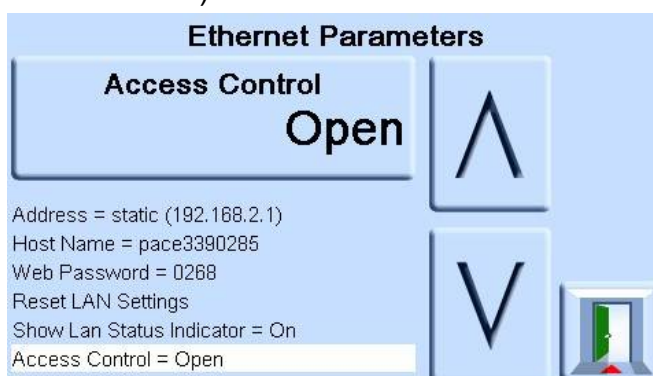 Ethernet Parameters
Access Control
Open
Address = static (192.168.2.1)
Host Name = pace3390285
Web Password = 0268
Reset LAN Settings
Show Lan Status Indicator = On
Access Control = Open